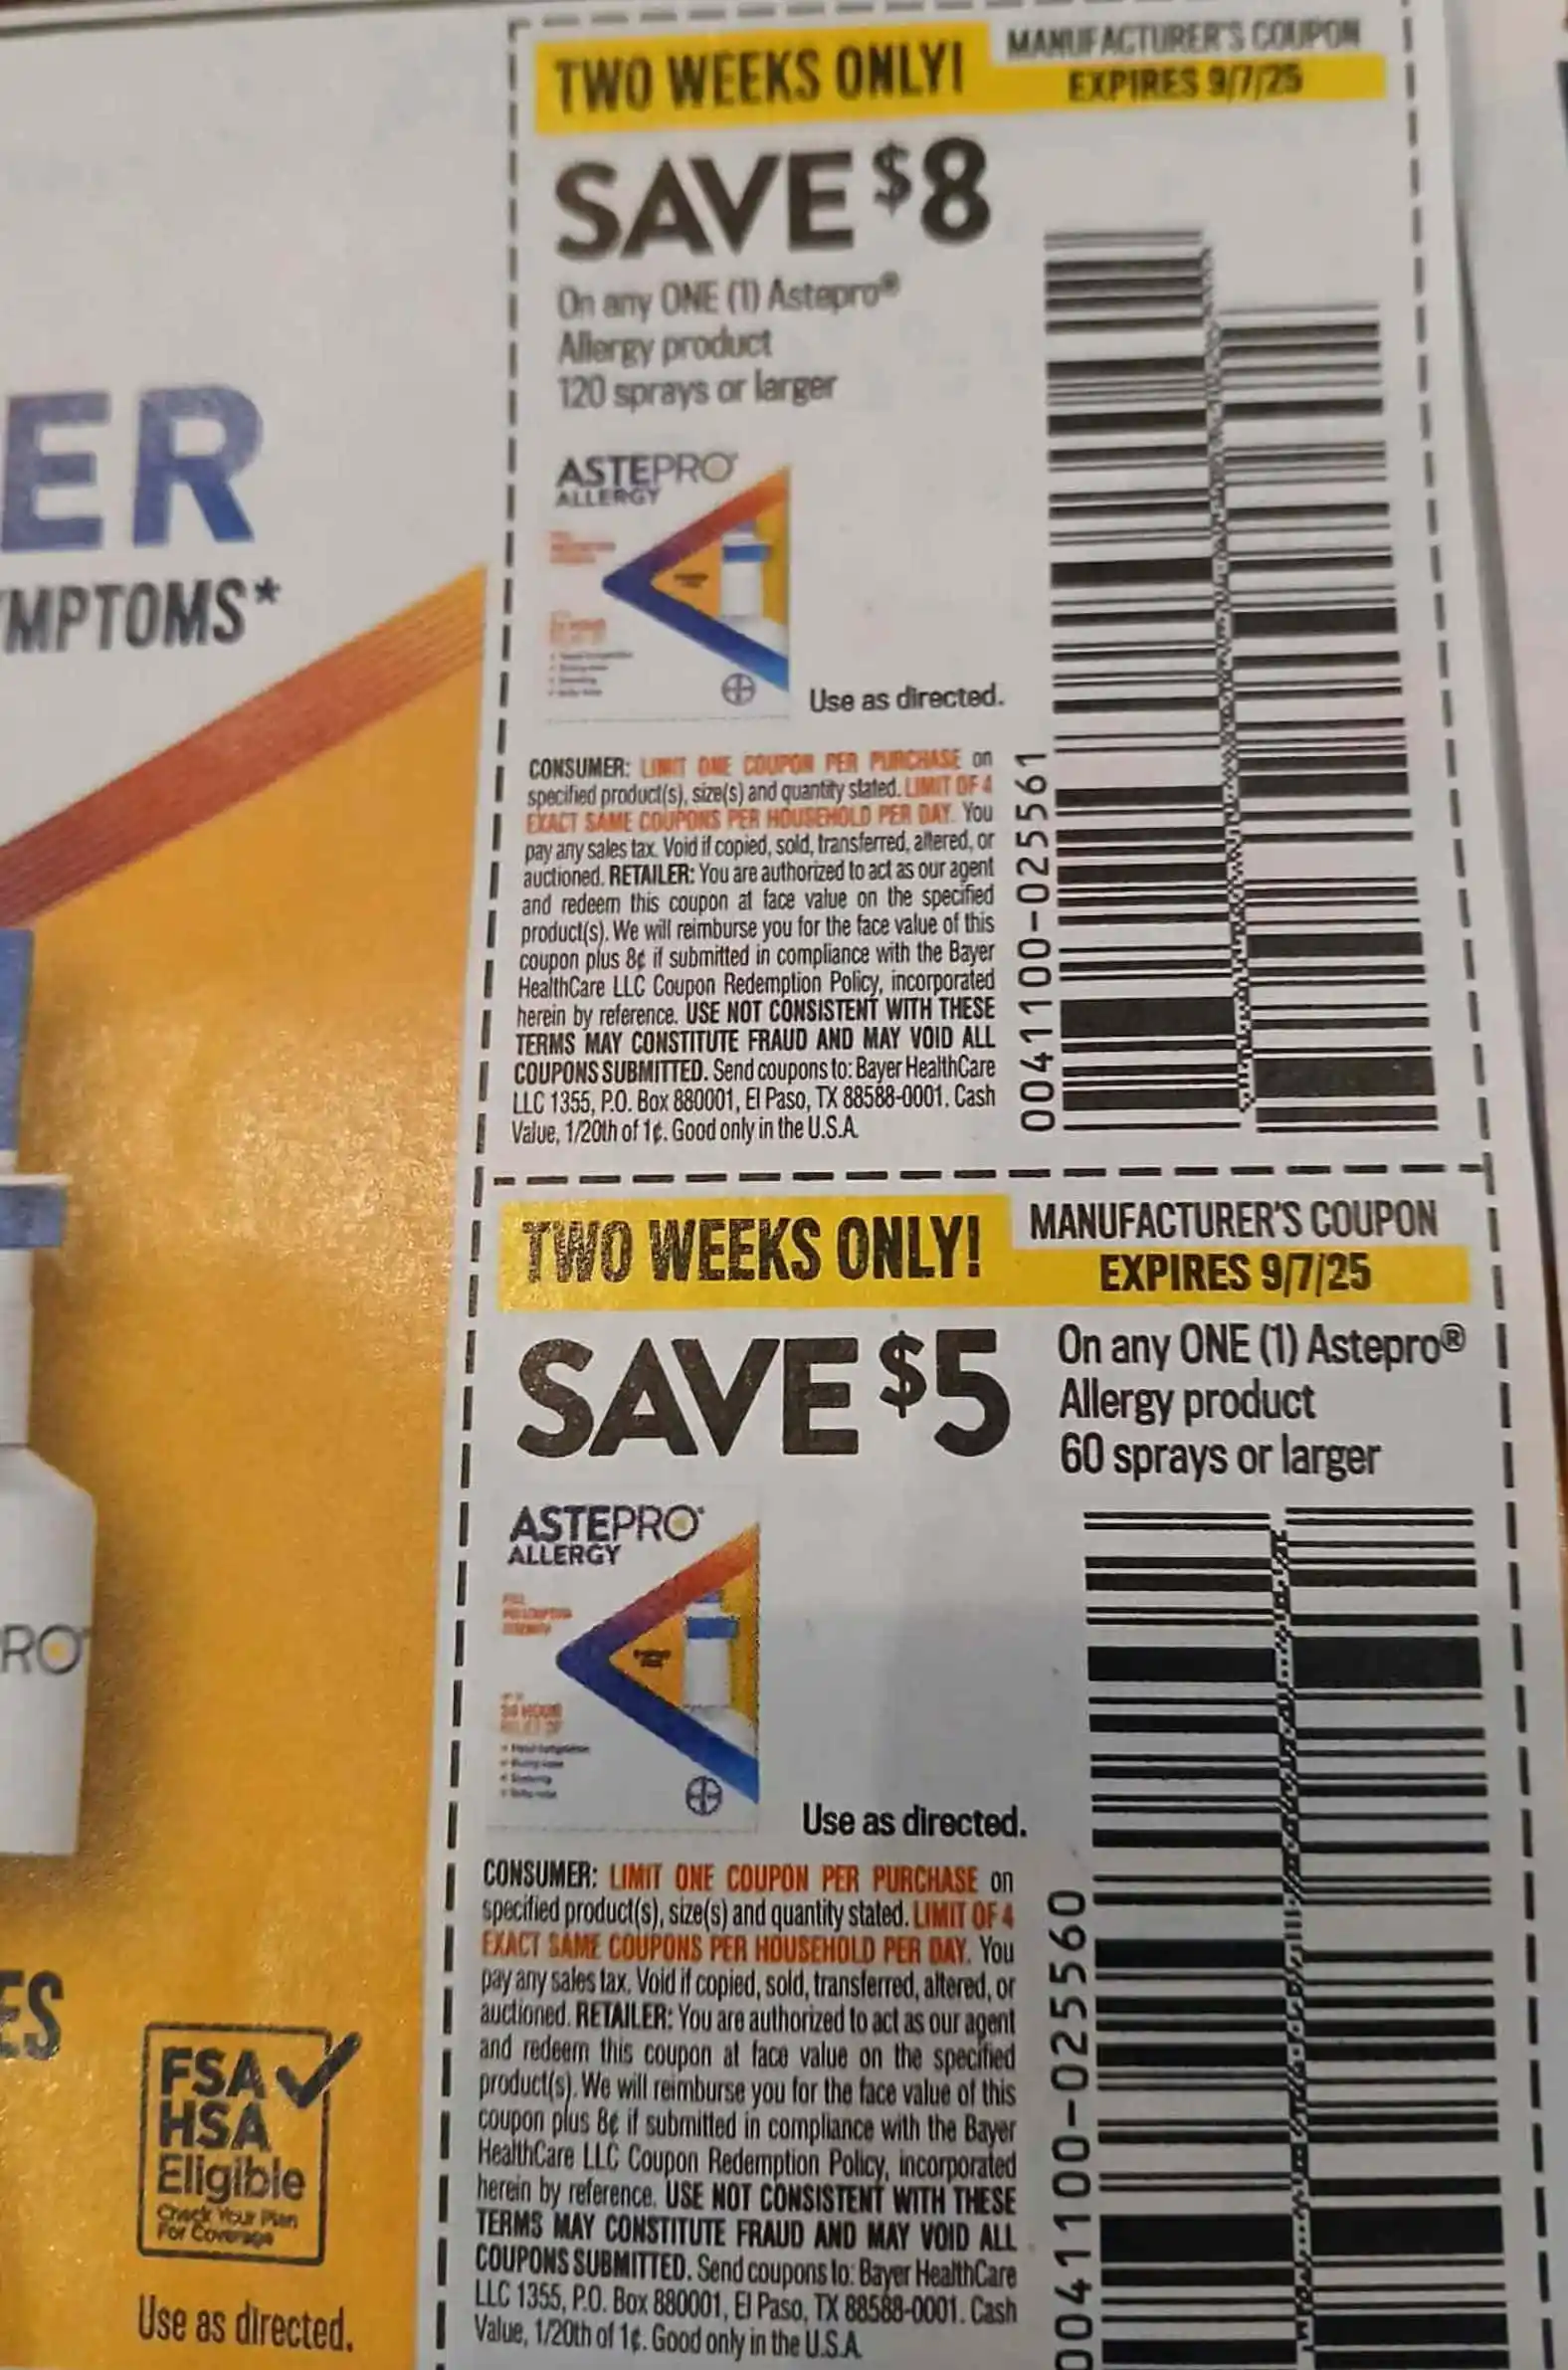 ER
YMPTOMS*
RO
ES
FSA
HSA
Eligible
Check Your Plan
For Coverage
Use as directed.
TWO WEEKS ONLY!
MANUFACTURER'S COUPON
EXPIRES 9/7/25
SAVE $8
On any ONE (1) Astepro®
Allergy product
120 sprays or larger
ASTEPRO
ALLERGY
Use as directed.
CONSUMER: LIMIT ONE COUPON PER PURCHASE on
specified product(s), size(s) and quantity stated. LIMIT OF 4
EXACT SAME COUPONS PER HOUSEHOLD PER DAY. You
pay any sales tax. Void if copied, sold, transferred, altered, or
auctioned. RETAILER: You are authorized to act as our agent
and redeem this coupon at face value on the specified
product(s). We will reimburse you for the face value of this
coupon plus 8¢ if submitted in compliance with the Bayer
HealthCare LLC Coupon Redemption Policy, incorporated
herein by reference. USE NOT CONSISTENT WITH THESE
TERMS MAY CONSTITUTE FRAUD AND MAY VOID ALL
COUPONS SUBMITTED. Send coupons to: Bayer HealthCare
LLC 1355, P.O. Box 880001, El Paso, TX 88588-0001. Cash
Value, 1/20th of 1¢. Good only in the U.S.A.
0041100-025561
TWO WEEKS ONLY!
MANUFACTURER'S COUPON
EXPIRES 9/7/25
SAVE $5
On any ONE (1) Astepro®
Allergy product
60 sprays or larger
ASTEPRO
ALLERGY
FULL
PRESCRIPTION
STRENGTH
24 HOUR
RELIEF OF
Use as directed.
CONSUMER: LIMIT ONE COUPON PER PURCHASE on
specified product(s), size(s) and quantity stated. LIMIT OF 4
EXACT SAME COUPONS PER HOUSEHOLD PER DAY. You
pay any sales tax. Void if copied, sold, transferred, altered, or
auctioned. RETAILER: You are authorized to act as our agent
and redeem this coupon at face value on the specified
product(s). We will reimburse you for the face value of this
coupon plus 8¢ if submitted in compliance with the Bayer
HealthCare LLC Coupon Redemption Policy, incorporated
herein by reference. USE NOT CONSISTENT WITH THESE
TERMS MAY CONSTITUTE FRAUD AND MAY VOID ALL
COUPONS SUBMITTED. Send coupons to: Bayer HealthCare
LLC 1355, P.O. Box 880001, El Paso, TX 88588-0001. Cash
Value, 1/20th of 1¢. Good only in the U.S.A.
0041100-025560